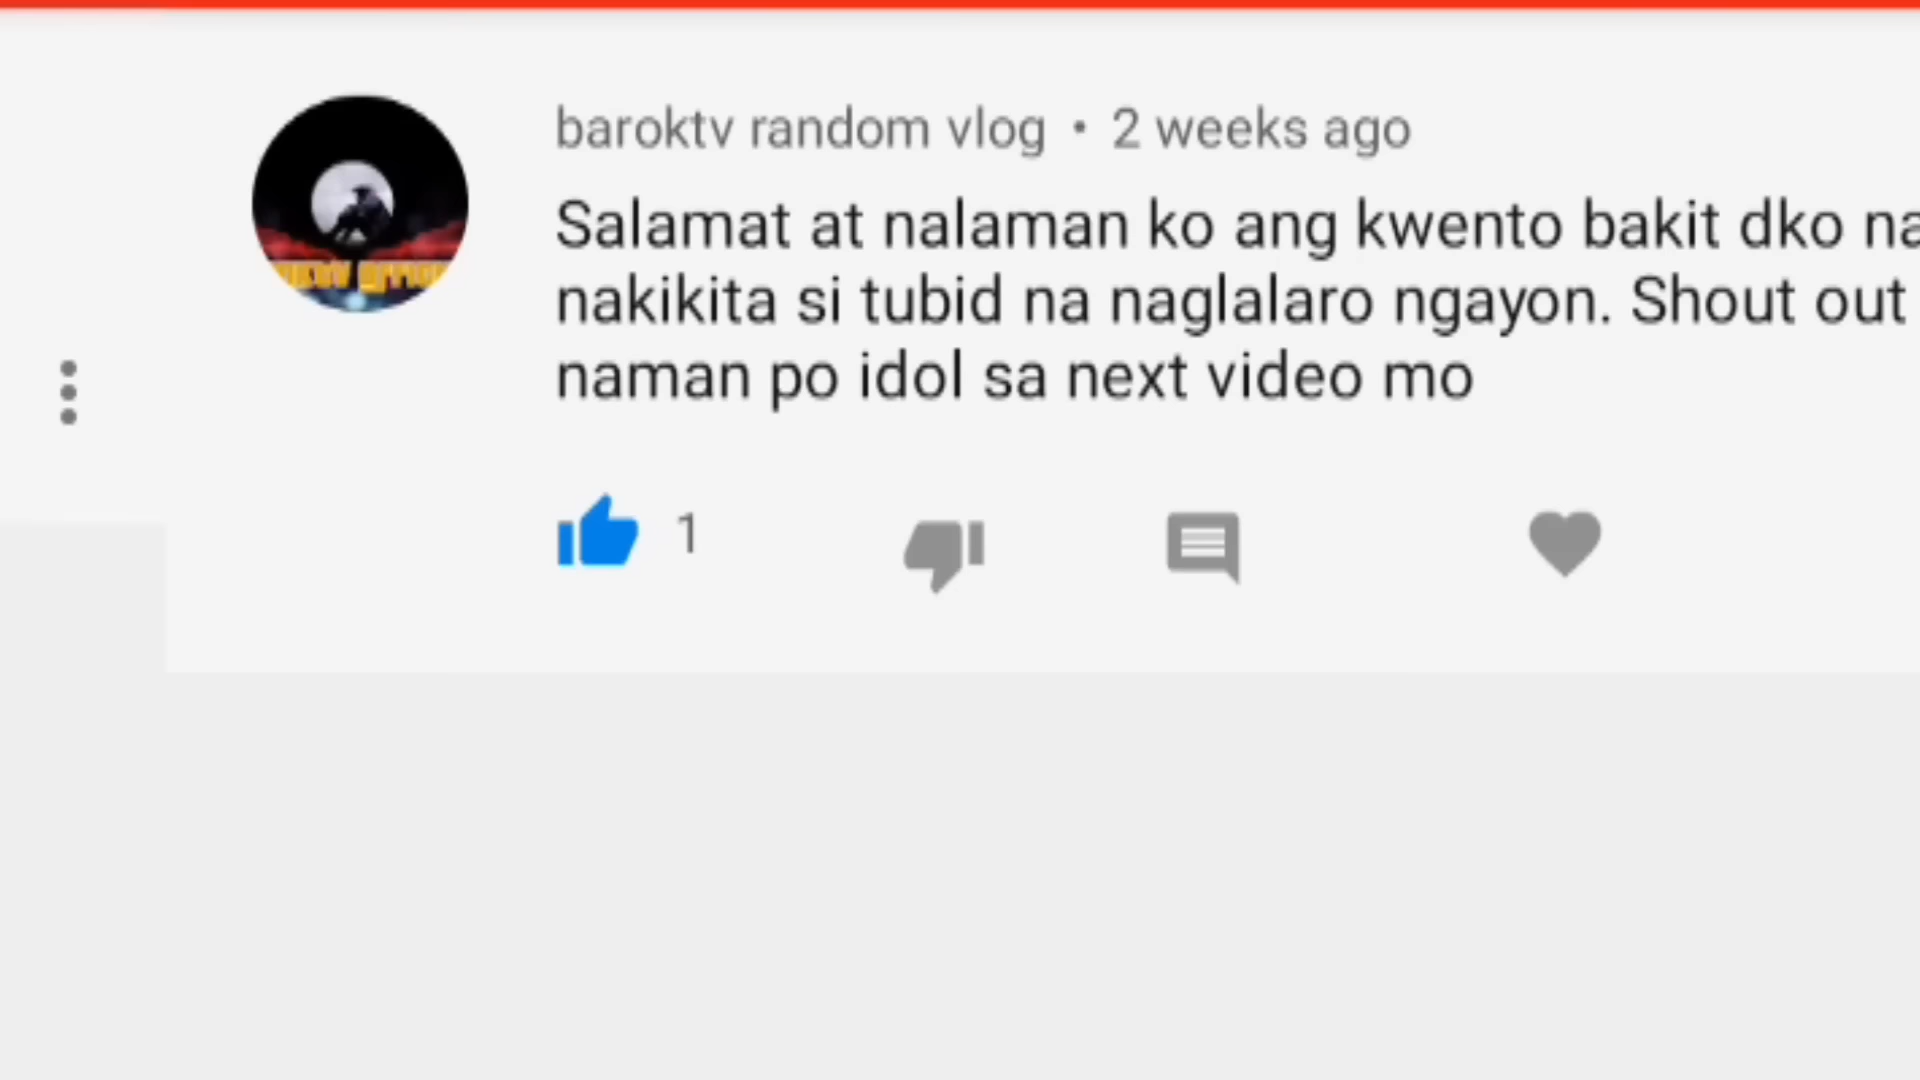 baroktv random vlog • 2 weeks ago
Salamat at nalaman ko ang kwento bakit dko
nakikita si tubid na naglalaro ngayon. Shout out
naman po idol sa next video mo
1